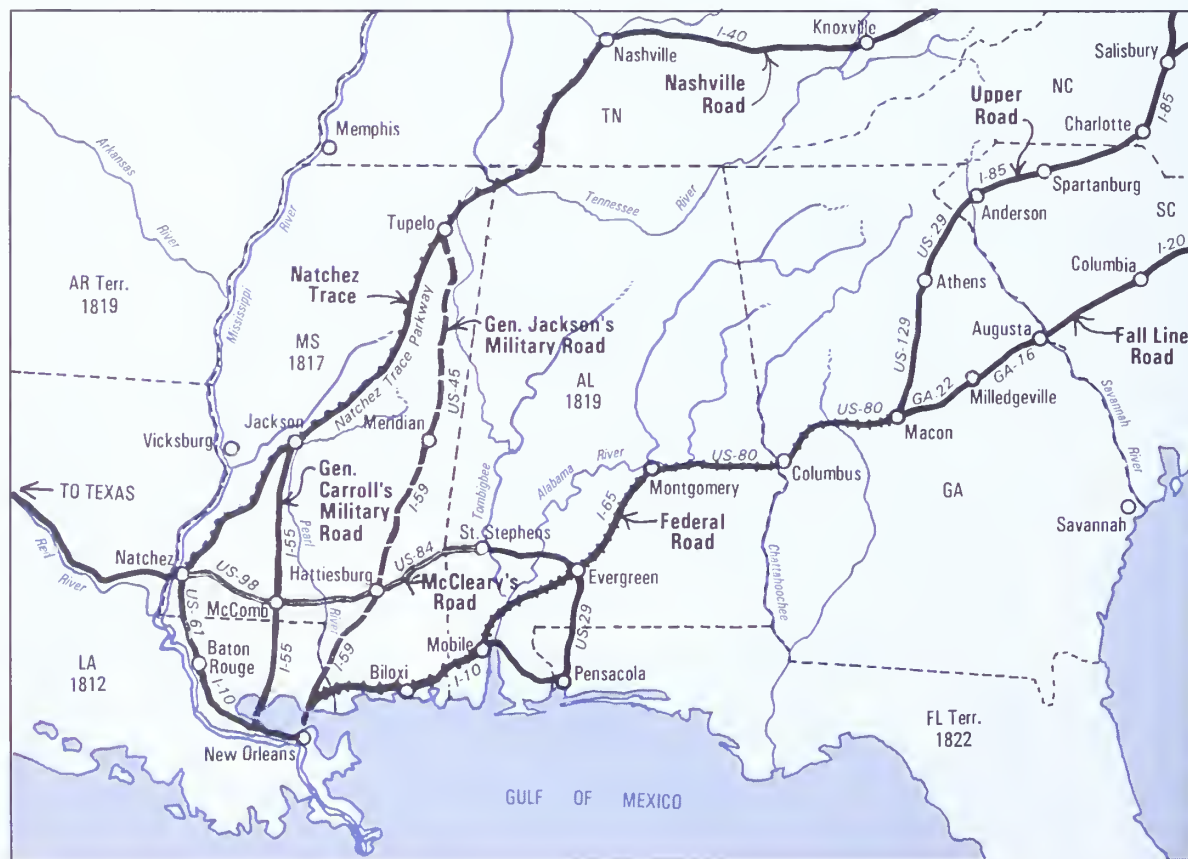 Knoxville
I-40
Nashville
Nashville
Road
Salisbury
NC
Upper
Road
I-85
TN
Charlotte
Memphis
Arkansas
River
River
I-85
Spartanburg
Tennessee
River
Anderson
SC
Tupelo
US-29
I-20
Natchez
Trace
Columbia
AR Terr.
1819
Mississippi
Athens
Natchez Trace Parkway
Gen. Jackson's
Military Road
Augusta
Fall Line
Road
MS
1817
US-129
US-45
AL
1819
GA-16
GA-22
Milledgeville
Savannah
River
Jackson
Meridian
US-80
Macon
Vicksburg
Alabama
River
US-80
Columbus
Gen.
Carroll's
Military
Road
Montgomery
GA
TO TEXAS
I-59
Tombigbee
I-65
Federal
Road
Savannah
Red
River
I-55
Pearl
St. Stephens
Natchez
US-84
Hattiesburg
McCleary's
Road
Evergreen
Chattahoochee
US-98
McComb
River
US-61
US-29
Mobile
Baton
Rouge
I-55
I-59
Biloxi
I-10
Pensacola
LA
1812
I-10
FL Terr.
1822
New Orleans
GULF OF MEXICO